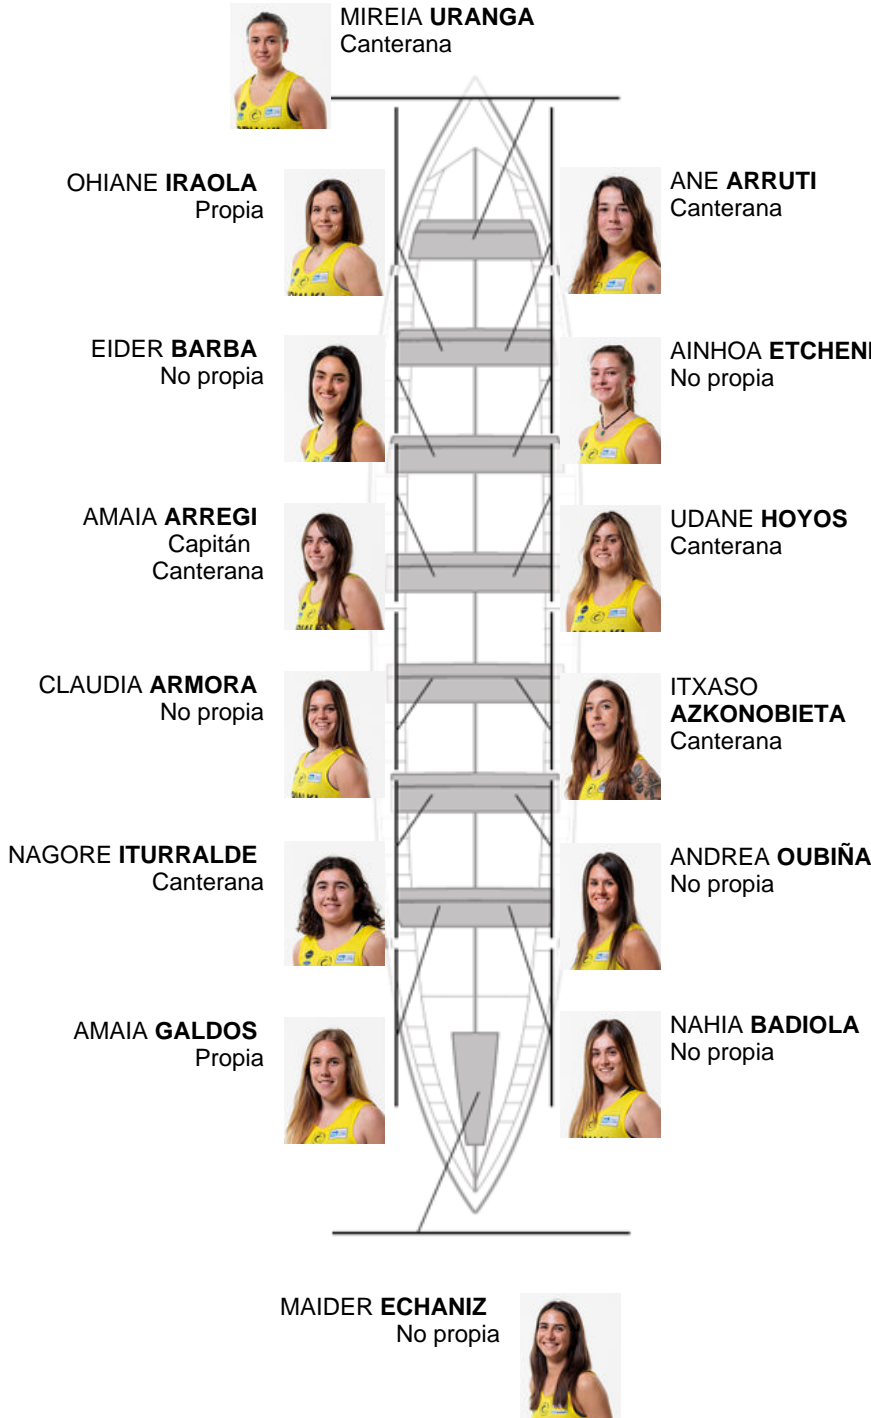 MIREIA URANGA
Canterana
OHIANE IRAOLA
Propia
ANE ARRUTI
Canterana
EIDER BARBA
No propia
AINHOA
No propia
AMAIA ARREGI
Capitán
Canterana
UDANE HOYOS
Canterana
CLAUDIA ARMORA
No propia
ITXASO
AZKONOBIETA
Canterana
NAGORE ITURRALDE
Canterana
ANDREA OUBIÑA
No propia
AMAIA GALDOS
Propia
NAHIA BADIOLA
No propia
MAIDER ECHANIZ
No propia